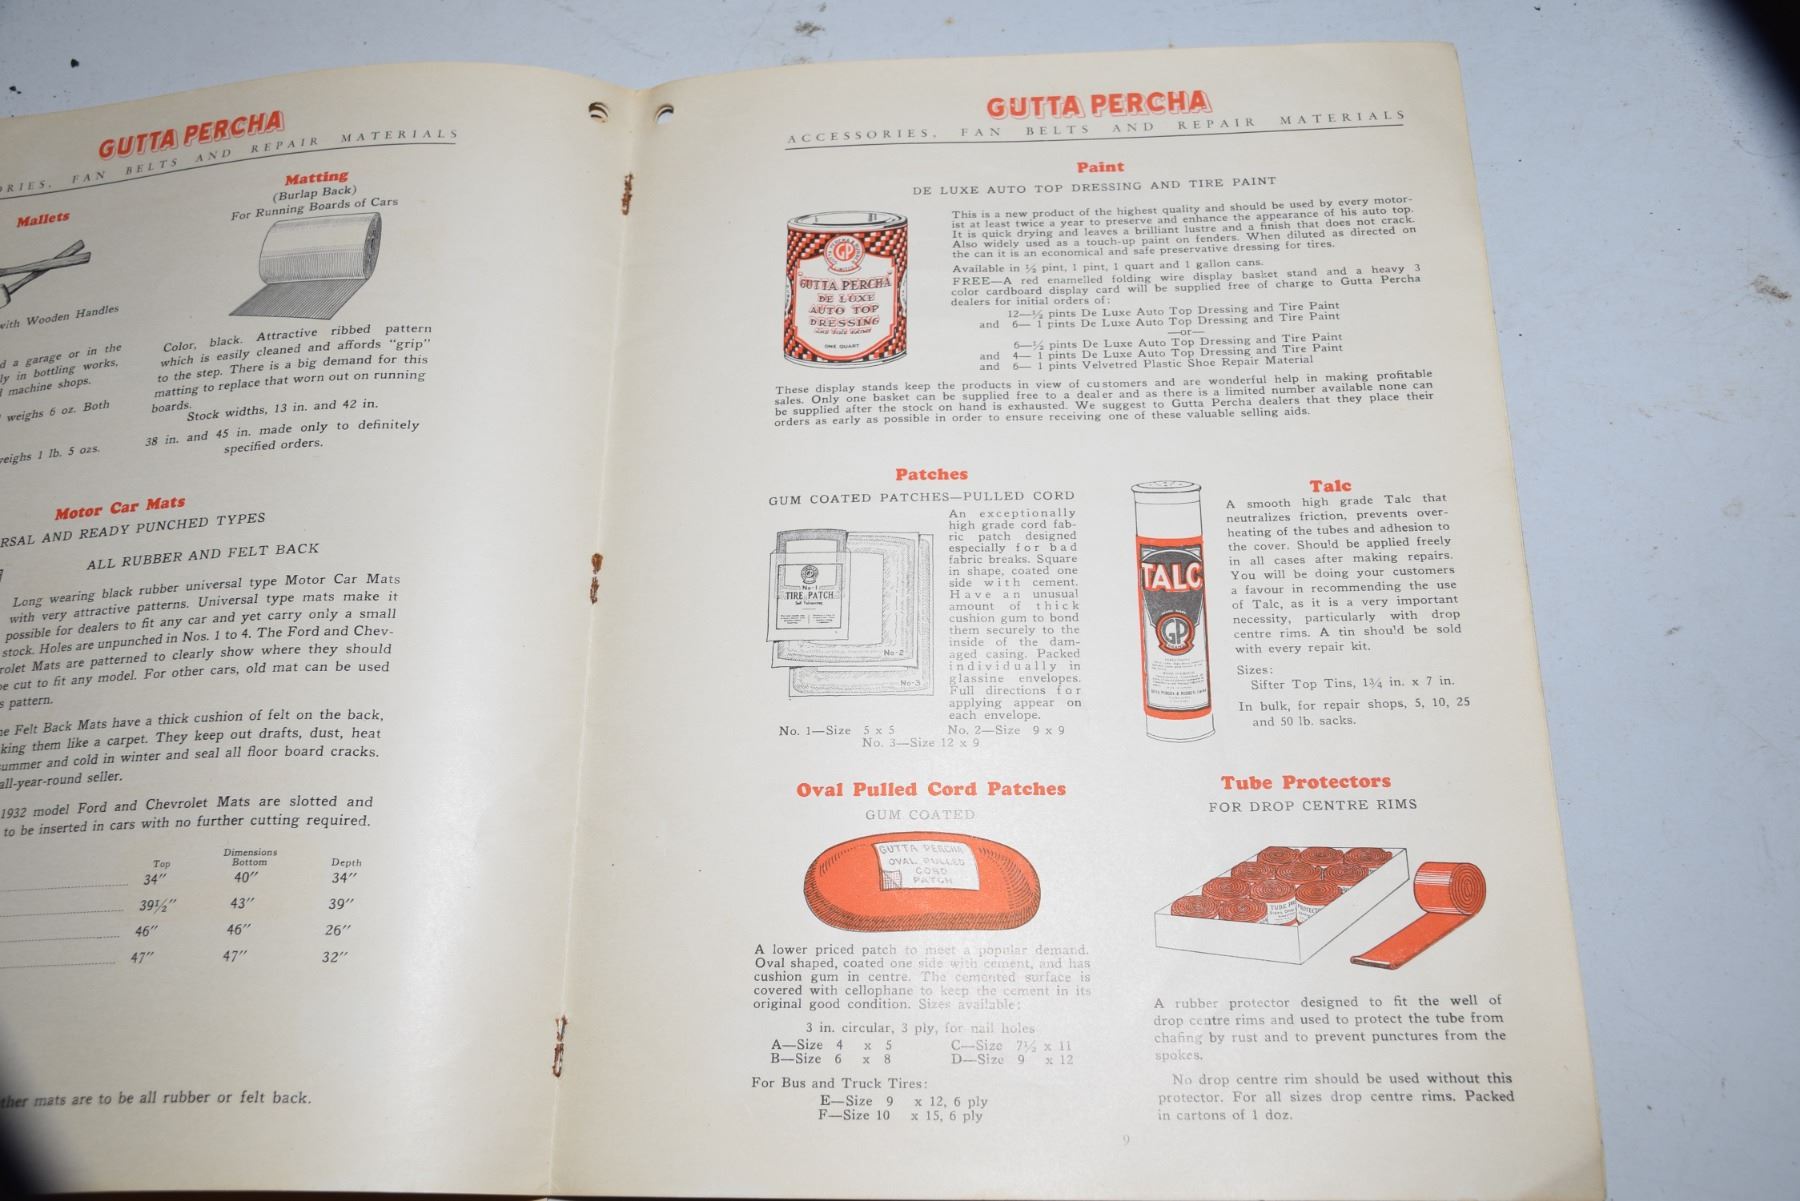 GUTTA PERCHA
RIES, FAN BELTS AND REPAIR MATERIALS
Mallets
with Wooden Handles
d a garage or in the
ly in bottling works,
machine shops.
weighs 6 oz. Both
weighs 1 lb. 5 ozs.
Matting
(Burlap Back)
For Running Boards of Cars
Color, black. Attractive ribbed pattern
which is easily cleaned and affords "grip"
to the step. There is a big demand for this
matting to replace that worn out on running
boards.
Stock widths, 13 in. and 42 in.
38 in. and 45 in. made only to definitely
specified orders.
Motor Car Mats
RSAL AND READY PUNCHED TYPES
ALL RUBBER AND FELT BACK
Long wearing black rubber universal type Motor Car Mats
with very attractive patterns. Universal type mats make it
possible for dealers to fit any car and yet carry only a small
stock. Holes are unpunched in Nos. 1 to 4. The Ford and Chev-
rolet Mats are patterned to clearly show where they should
be cut to fit any model. For other cars, old mat can be used
s pattern.
he Felt Back Mats have a thick cushion of felt on the back,
king them like a carpet. They keep out drafts, dust, heat
summer and cold in winter and seal all floor board cracks.
all-year-round seller.
1932 model Ford and Chevrolet Mats are slotted and
to be inserted in cars with no further cutting required.
Dimensions
Top Bottom Depth
34" 40" 34"
39½" 43" 39"
46" 46" 26"
47" 47" 32"
ther mats are to be all rubber or felt back.
GUTTA PERCHA
ACCESSORIES, FAN BELTS AND REPAIR MATERIALS
Paint
DE LUXE AUTO TOP DRESSING AND TIRE PAINT
GP
GUTTA PERCHA
DE LUXE
AUTO TOP
DRESSING
AND TIRE PAINT
ONE QUART
This is a new product of the highest quality and should be used by every motor-
ist at least twice a year to preserve and enhance the appearance of his auto top.
It is quick drying and leaves a brilliant lustre and a finish that does not crack.
Also widely used as a touch-up paint on fenders. When diluted as directed on
the can it is an economical and safe preservative dressing for tires.
Available in ½ pint, 1 pint, 1 quart and 1 gallon cans.
FREE—A red enamelled folding wire display basket stand and a heavy 3
color cardboard display card will be supplied free of charge to Gutta Percha
dealers for initial orders of:
12—½ pints De Luxe Auto Top Dressing and Tire Paint
and 6— 1 pints De Luxe Auto Top Dressing and Tire Paint
—or—
6—½ pints De Luxe Auto Top Dressing and Tire Paint
and 4— 1 pints De Luxe Auto Top Dressing and Tire Paint
and 6— 1 pints Velvetred Plastic Shoe Repair Material
These display stands keep the products in view of customers and are wonderful help in making profitable
sales. Only one basket can be supplied free to a dealer and as there is a limited number available none can
be supplied after the stock on hand is exhausted. We suggest to Gutta Percha dealers that they place their
orders as early as possible in order to ensure receiving one of these valuable selling aids.
Patches
GUM COATED PATCHES—PULLED CORD
No-1
TIRE PATCH
No-2
No-3
An exceptionally
high grade cord fab-
ric patch designed
especially for bad
fabric breaks. Square
in shape, coated one
side with cement.
Have an unusual
amount of thick
cushion gum to bond
them securely to the
inside of the dam-
aged casing. Packed
individually in
glassine envelopes.
Full directions for
applying appear on
each envelope.
No. 1—Size 5 x 5 No. 2—Size 9 x 9
No. 3—Size 12 x 9
TALC
GP
Talc
A smooth high grade Talc that
neutralizes friction, prevents over-
heating of the tubes and adhesion to
the cover. Should be applied freely
in all cases after making repairs.
You will be doing your customers
a favour in recommending the use
of Talc, as it is a very important
necessity, particularly with drop
centre rims. A tin should be sold
with every repair kit.
Sizes:
Sifter Top Tins, 1¾ in. x 7 in.
In bulk, for repair shops, 5, 10, 25
and 50 lb. sacks.
Oval Pulled Cord Patches
GUM COATED
GUTTA PERCHA
OVAL PULLED
CORD
PATCH
A lower priced patch to meet a popular demand.
Oval shaped, coated one side with cement, and has
cushion gum in centre. The cemented surface is
covered with cellophane to keep the cement in its
original good condition. Sizes available:
3 in. circular, 3 ply, for nail holes
A—Size 4 x 5 C—Size 7½ x 11
B—Size 6 x 8 D—Size 9 x 12
For Bus and Truck Tires:
E—Size 9 x 12, 6 ply
F—Size 10 x 15, 6 ply
Tube Protectors
FOR DROP CENTRE RIMS
A rubber protector designed to fit the well of
drop centre rims and used to protect the tube from
chafing by rust and to prevent punctures from the
spokes.
No drop centre rim should be used without this
protector. For all sizes drop centre rims. Packed
in cartons of 1 doz.
9